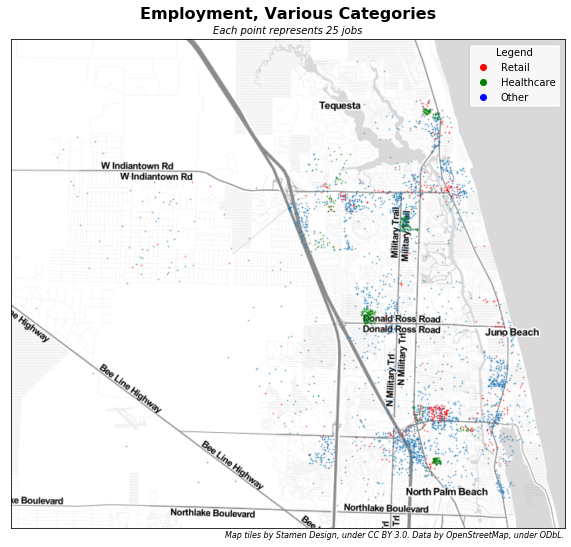 Employment, Various Categories
Each point represents 25 jobs
Legend
Retail
Healthcare
Other
Tequesta
W Indiantown Rd
W Indiantown Rd
Military Trail
Military Trail
Donald Ross Road
Donald Ross Road
Juno Beach
N Military Trl
N Military Trl
ne Highway
Bee Line Highway
Bee Line Highway
North Palm Beach
ke Boulevard
Northlake Boulevard
Northlake Boulevard
Bee Li
Trl
Trl
Map tiles by Stamen Design, under CC BY 3.0. Data by OpenStreetMap, under ODbL.